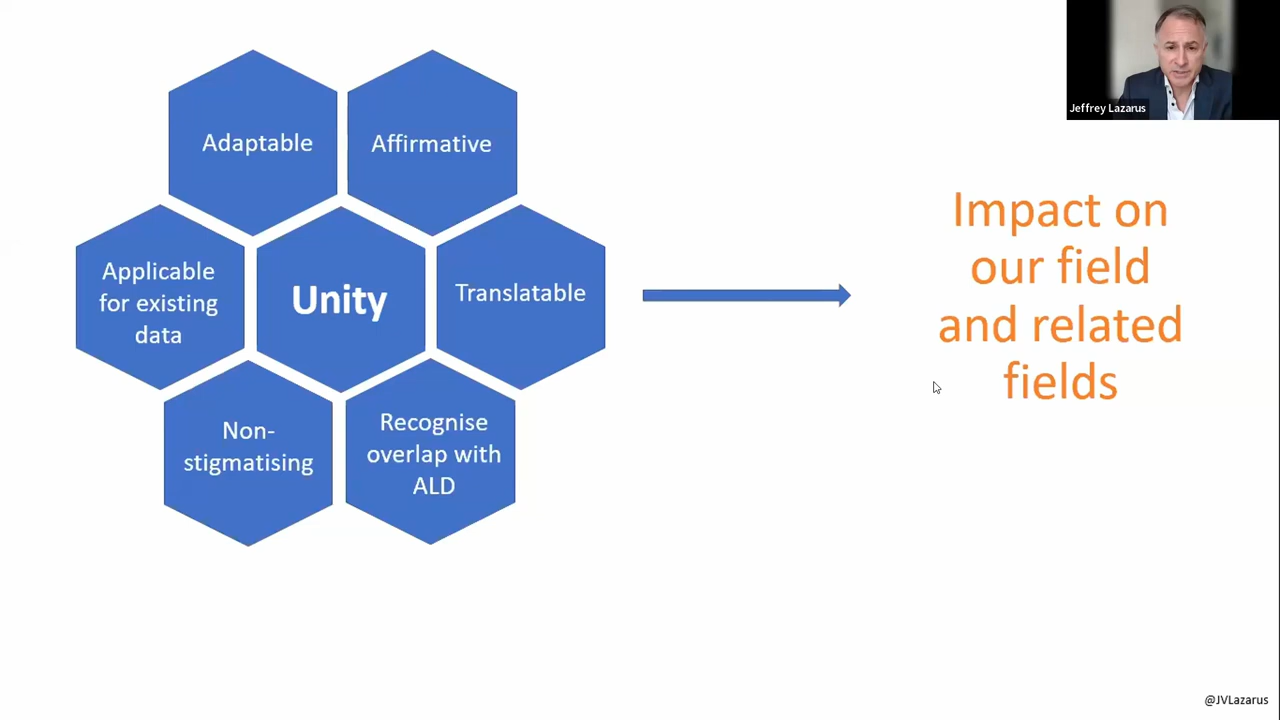 Jeffrey Lazarus
Adaptable
Affirmative
Applicable
for existing
data
Unity
Translatable
Non-
stigmatising
Recognise
overlap with
ALD
Impact on
our field
and related
fields
@JVLazarus